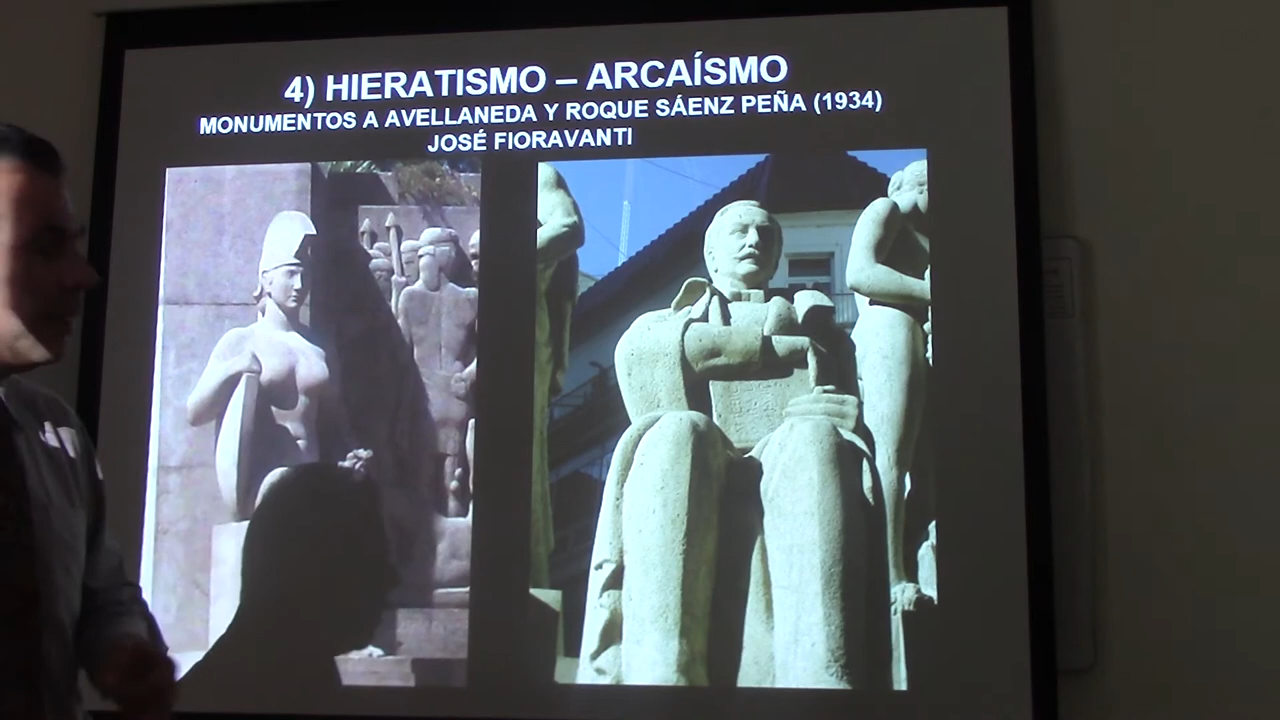 4) HIERATISMO – ARCAÍSMO
MONUMENTOS A AVELLANEDA Y ROQUE SÁENZ PEÑA (1934)
JOSÉ FIORAVANTI